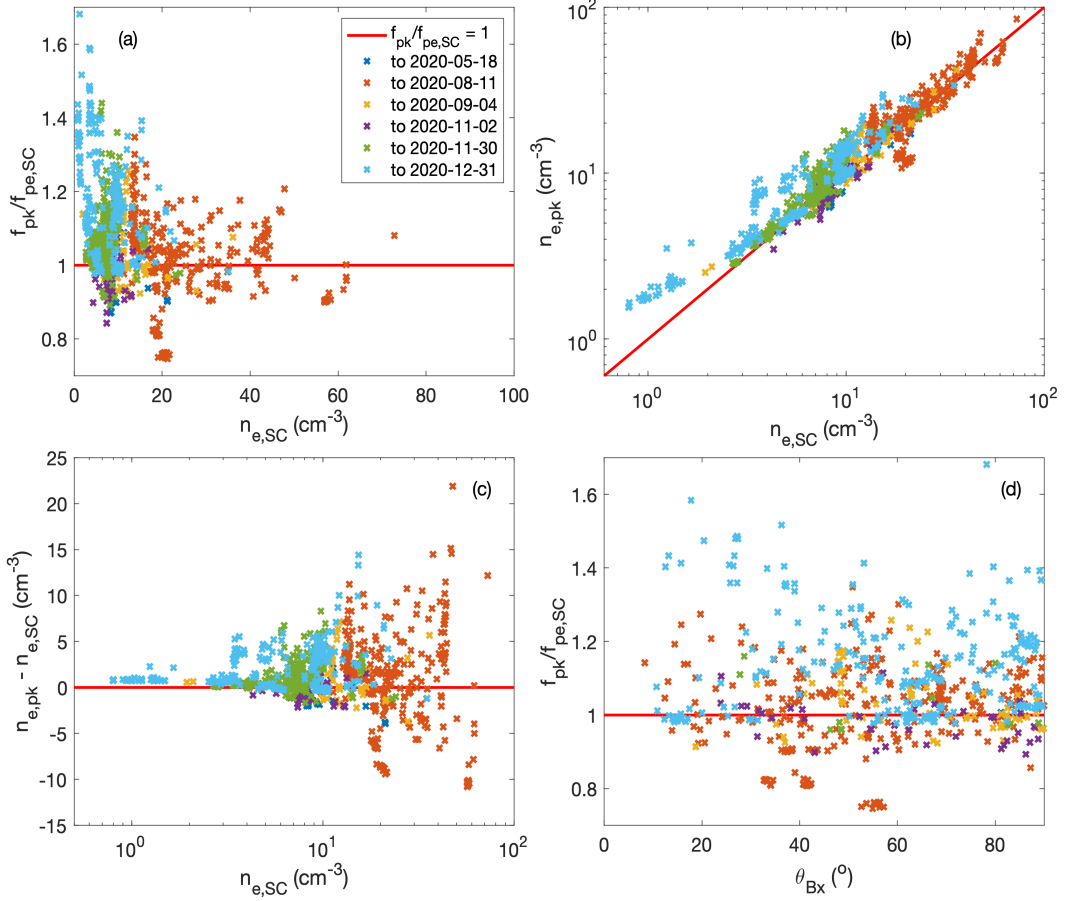 (a)
f_pk/f_pe,SC = 1
to 2020-05-18
to 2020-08-11
to 2020-09-04
to 2020-11-02
to 2020-11-30
to 2020-12-31
f_pk/f_pe,SC
1.6
1.4
1.2
1
0.8
0 20 40 60 80 100
n_e,SC (cm^-3)
(b)
n_e,pk (cm^-3)
10^2
10^1
10^0
10^0 10^1 10^2
n_e,SC (cm^-3)
(c)
n_e,pk - n_e,SC (cm^-3)
25
20
15
10
5
0
-5
-10
-15
10^0 10^1 10^2
n_e,SC (cm^-3)
(d)
f_pk/f_pe,SC
1.6
1.4
1.2
1
0.8
0 20 40 60 80
θ_Bx (°)